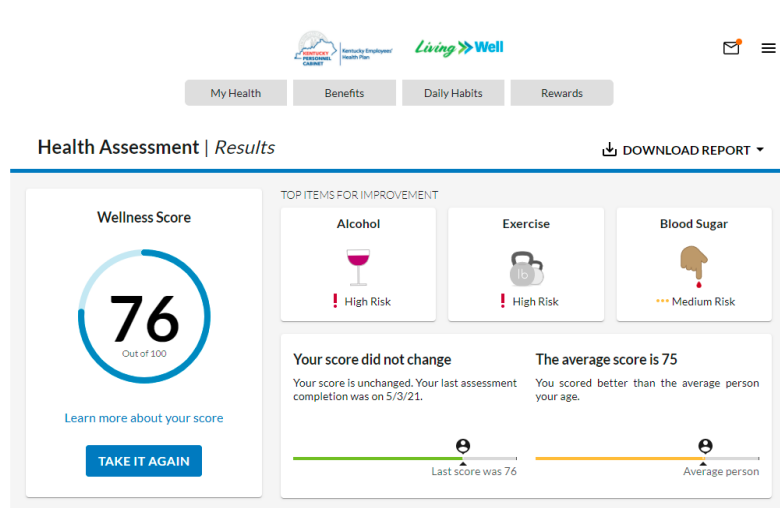 KENTUCKY
PERSONNEL
CABINET
Kentucky Employees'
Health Plan
Living Well
My Health
Benefits
Daily Habits
Rewards
Health Assessment | Results
DOWNLOAD REPORT
Wellness Score
76
Out of 100
Learn more about your score
TAKE IT AGAIN
TOP ITEMS FOR IMPROVEMENT
Alcohol
High Risk
Exercise
lb
High Risk
Blood Sugar
Medium Risk
Your score did not change
Your score is unchanged. Your last assessment
completion was on 5/3/21.
Last score was 76
The average score is 75
You scored better than the average person
your age.
Average person